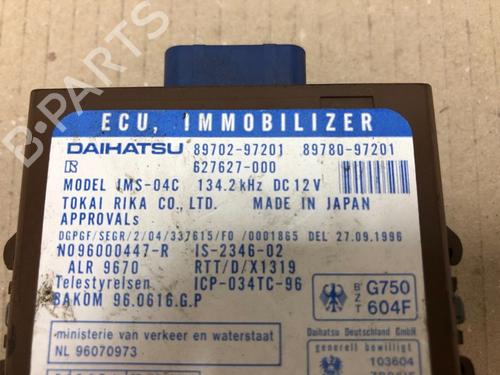 B-PARTS
ECU, IMMOBILIZER
DAIHATSU 89702-97201 89780-97201
627627-000
MODEL IMS-04C 134.2kHz DC12V
TOKAI RIKA CO., LTD. MADE IN JAPAN
APPROVALs
DGPGF/SEGR/2/04/337615/FO /0001865 DEL 27.09.1996
NO96000447-R IS-2346-02
ALR 9670 RTT/D/X1319
Telestyrelsen ICP-034TC-96
BAKOM 96.0616.G.P
B Z T G750 604F
Daihatsu Deutschland GmbH
ministerie van verkeer en waterstaat
NL 96070973
generell bewilligt
103604